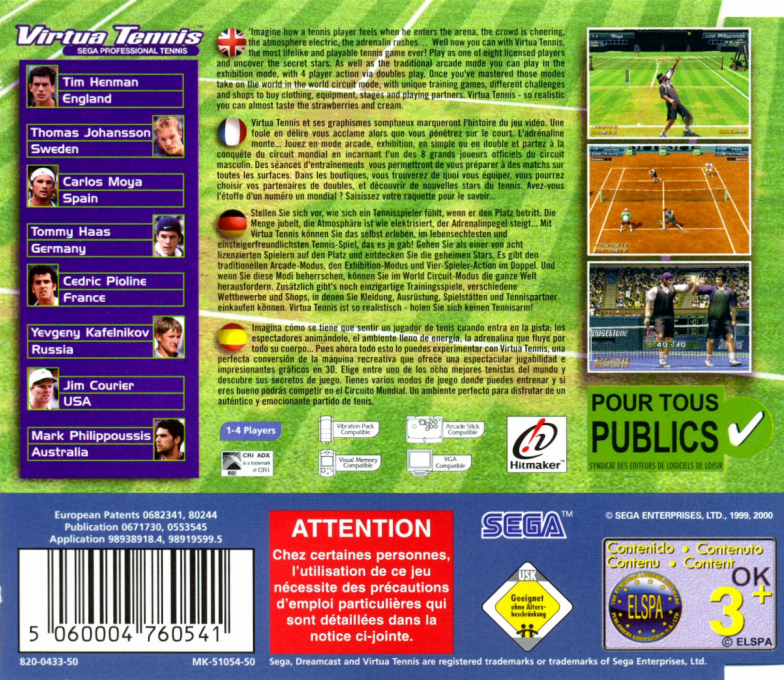 Virtua Tennis™
SEGA PROFESSIONAL TENNIS
Tim Henman
England
Thomas Johansson
Sweden
Carlos Moya
Spain
Tommy Haas
Germany
Cedric Pioline
France
Yevgeny Kafelnikov
Russia
Jim Courier
USA
Mark Philippoussis
Australia
'Imagine how a tennis player feels when he enters the arena, the crowd is cheering,
the atmosphere electric, the adrenalin rushes... Well now you can with Virtua Tennis,
the most lifelike and playable tennis game ever! Play as one of eight licensed players
and uncover the secret stars. As well as the traditional arcade mode you can play in the
exhibition mode, with 4 player action via doubles play. Once you've mastered those modes
take on the world in the world circuit mode, with unique training games, different challenges
and shops to buy clothing, equipment, stages and playing partners. Virtua Tennis - so realistic
you can almost taste the strawberries and cream.
Virtua Tennis et ses graphismes somptueux marqueront l'histoire du jeu vidéo. Une
foule en délire vous acclame alors que vous pénétrez sur le court. L'adrénaline
monte... Jouez en mode arcade, exhibition, en simple ou en double et partez à la
conquête du circuit mondial en incarnant l'un des 8 grands joueurs officiels du circuit
masculin. Des séances d'entraînements vous permettront de vous préparer à des matchs sur
toutes les surfaces. Dans les boutiques, vous trouverez de quoi vous équiper, vous pourrez
choisir vos partenaires de doubles, et découvrir de nouvelles stars du tennis. Avez-vous
l'étoffe d'un numéro un mondial ? Saisissez votre raquette pour le savoir...
Stellen Sie sich vor, wie sich ein Tennisspieler fühlt, wenn er den Platz betritt: Die
Menge jubelt, die Atmosphäre ist wie elektrisiert, der Adrenalinpegel steigt... Mit
Virtua Tennis können Sie das selbst erleben, im lebensechtesten und
einsteigerfreundlichsten Tennis-Spiel, das es je gab! Gehen Sie als einer von acht
lizenzierten Spielern auf den Platz und entdecken Sie die geheimen Stars. Es gibt den
traditionellen Arcade-Modus, den Exhibition-Modus und Vier-Spieler-Action im Doppel. Und
wenn Sie diese Modi beherrschen, können Sie im World Circuit-Modus die ganze Welt
herausfordern. Zusätzlich gibt's noch einzigartige Trainingsspiele, verschiedene
Wettbewerbe und Shops, in denen Sie Kleidung, Ausrüstung, Spielstätten und Tennispartner
einkaufen können. Virtua Tennis ist so realistisch - holen Sie sich keinen Tennisarm!
Imagina cómo se tiene que sentir un jugador de tenis cuando entra en la pista; los
espectadores animándole, el ambiente lleno de energía, la adrenalina que fluye por
todo su cuerpo... Pues ahora todo esto lo puedes experimentar con Virtua Tennis, una
perfecta conversión de la máquina recreativa que ofrece una espectacular jugabilidad e
impresionantes gráficos en 3D. Elige entre uno de los ocho mejores tenistas del mundo y
descubre sus secretos de juego. Tienes varios modos de juego donde puedes entrenar y si
eres bueno podrás competir en el Circuito Mundial. Un ambiente perfecto para disfrutar de un
auténtico y emocionante partido de tenis.
1-4 Players
Vibration Pack
Compatible
Arcade Stick
Compatible
CRI ADX
is a trademark
of CRI
Visual Memory
Compatible
VGA
Compatible
Hitmaker™
BRIDGESTONE
40 30
POUR TOUS
PUBLICS
SYNDICAT DES EDITEURS DE LOGICIELS DE LOISIR
European Patents 0682341, 80244
Publication 0671730, 0553545
Application 98938918.4, 98919599.5
5 060004 760541
820-0433-50
MK-51054-50
ATTENTION
Chez certaines personnes,
l'utilisation de ce jeu
nécessite des précautions
d'emploi particulières qui
sont détaillées dans la
notice ci-jointe.
SEGA™
USK
Geeignet
ohne Alters-
beschränkung
© SEGA ENTERPRISES, LTD., 1999, 2000
Contenido • Contenuto
Contenu • Content
OK
3+
ELSPA
© ELSPA
Sega, Dreamcast and Virtua Tennis are registered trademarks or trademarks of Sega Enterprises, Ltd.